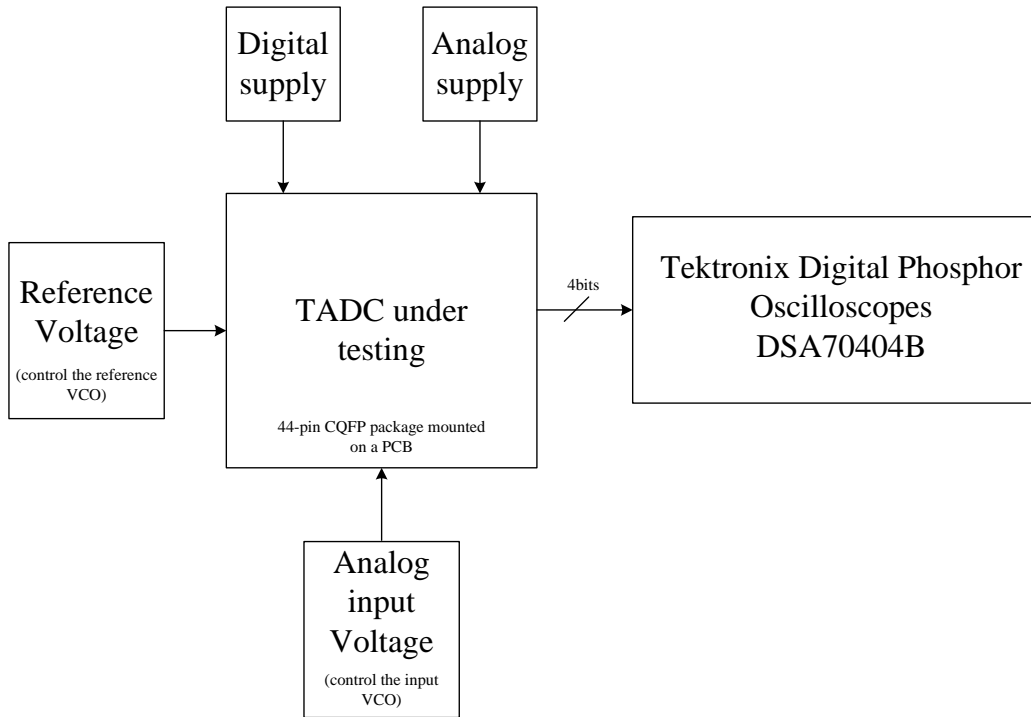 Digital
supply
Analog
supply
Reference
Voltage
(control the reference
VCO)
TADC under
testing
44-pin CQFP package mounted
on a PCB
4bits
Tektronix Digital Phosphor
Oscilloscopes
DSA70404B
Analog
input
Voltage
(control the input
VCO)